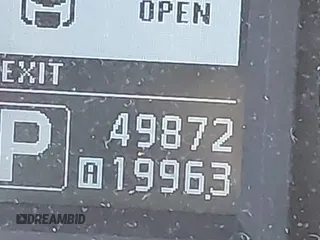 OPEN
EXIT
P 49872
A 1996.3
DREAMBID